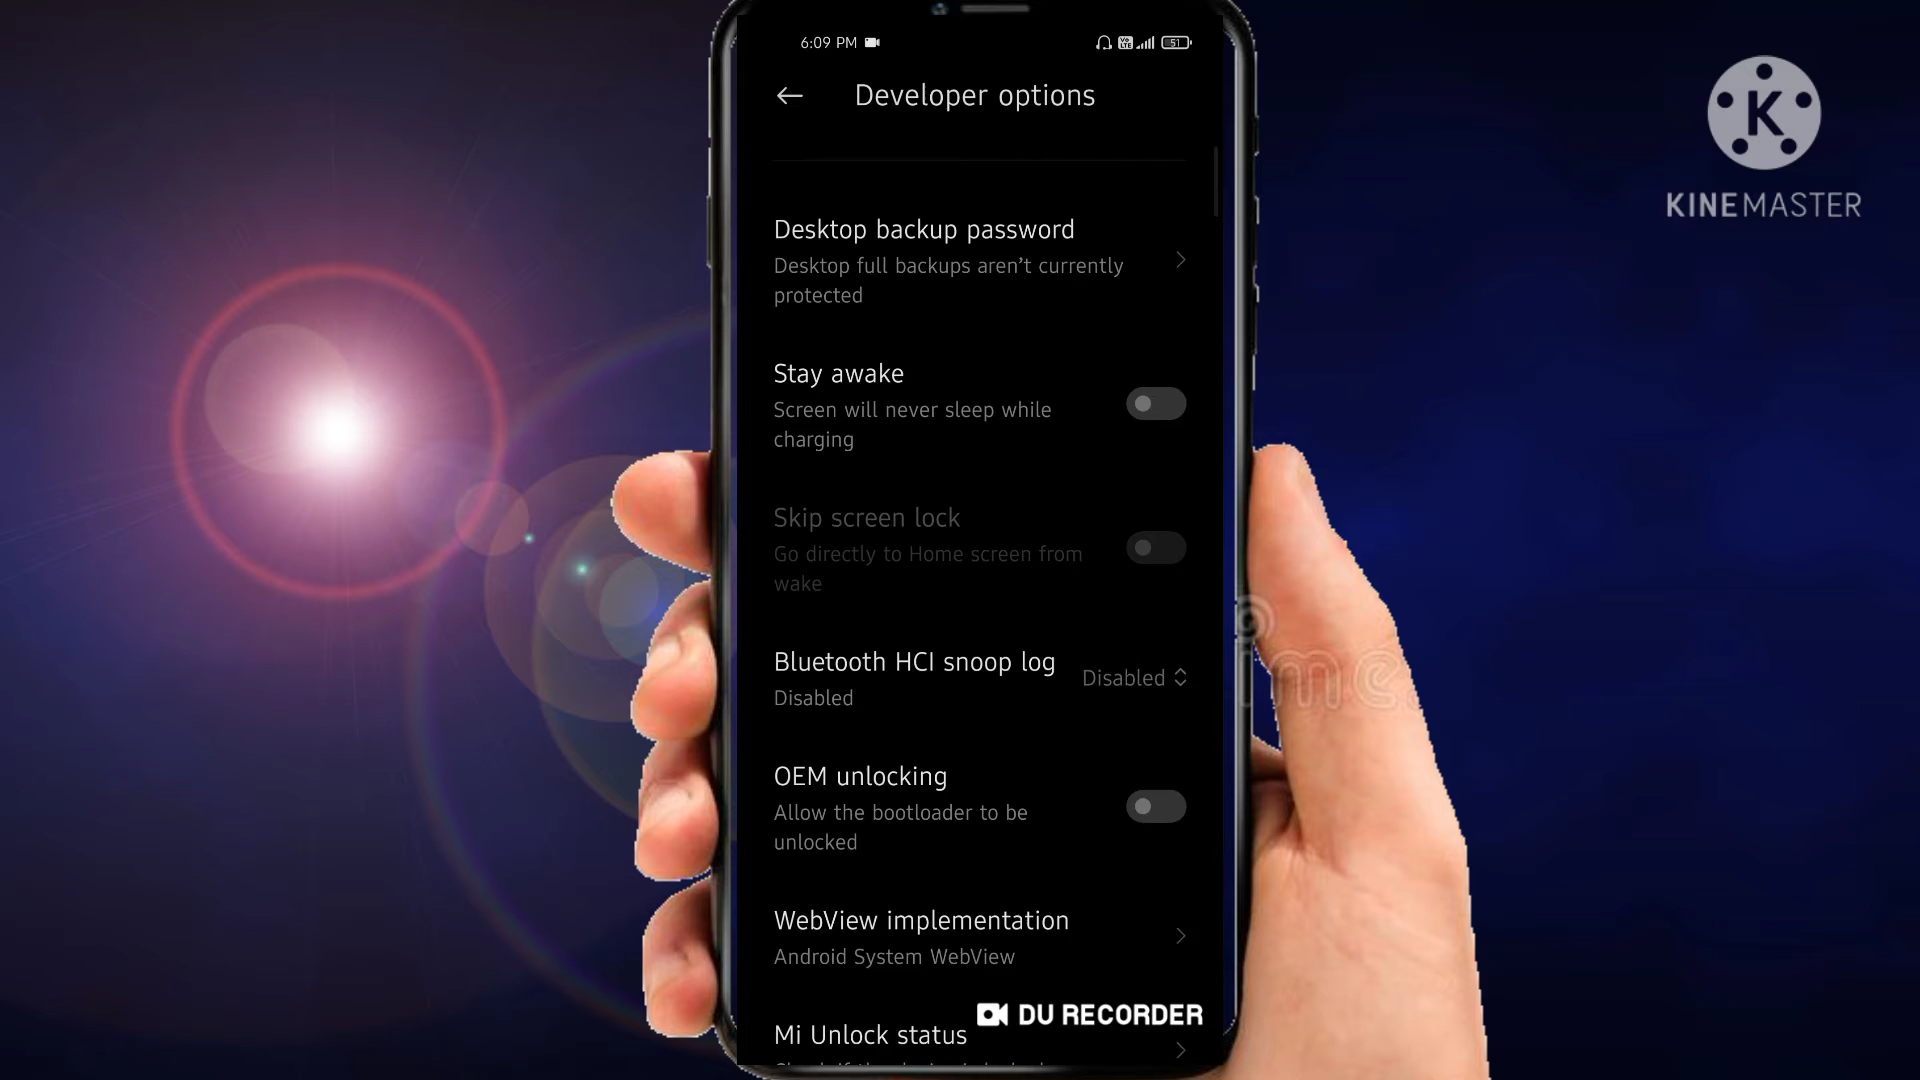 6:09 PM
51
KINEMASTER
Developer options
Desktop backup password
Desktop full backups aren’t currently
protected
Stay awake
Screen will never sleep while
charging
Skip screen lock
Go directly to Home screen from
wake
Bluetooth HCI snoop log
Disabled
Disabled
OEM unlocking
Allow the bootloader to be
unlocked
WebView implementation
Android System WebView
DU RECORDER
Mi Unlock status